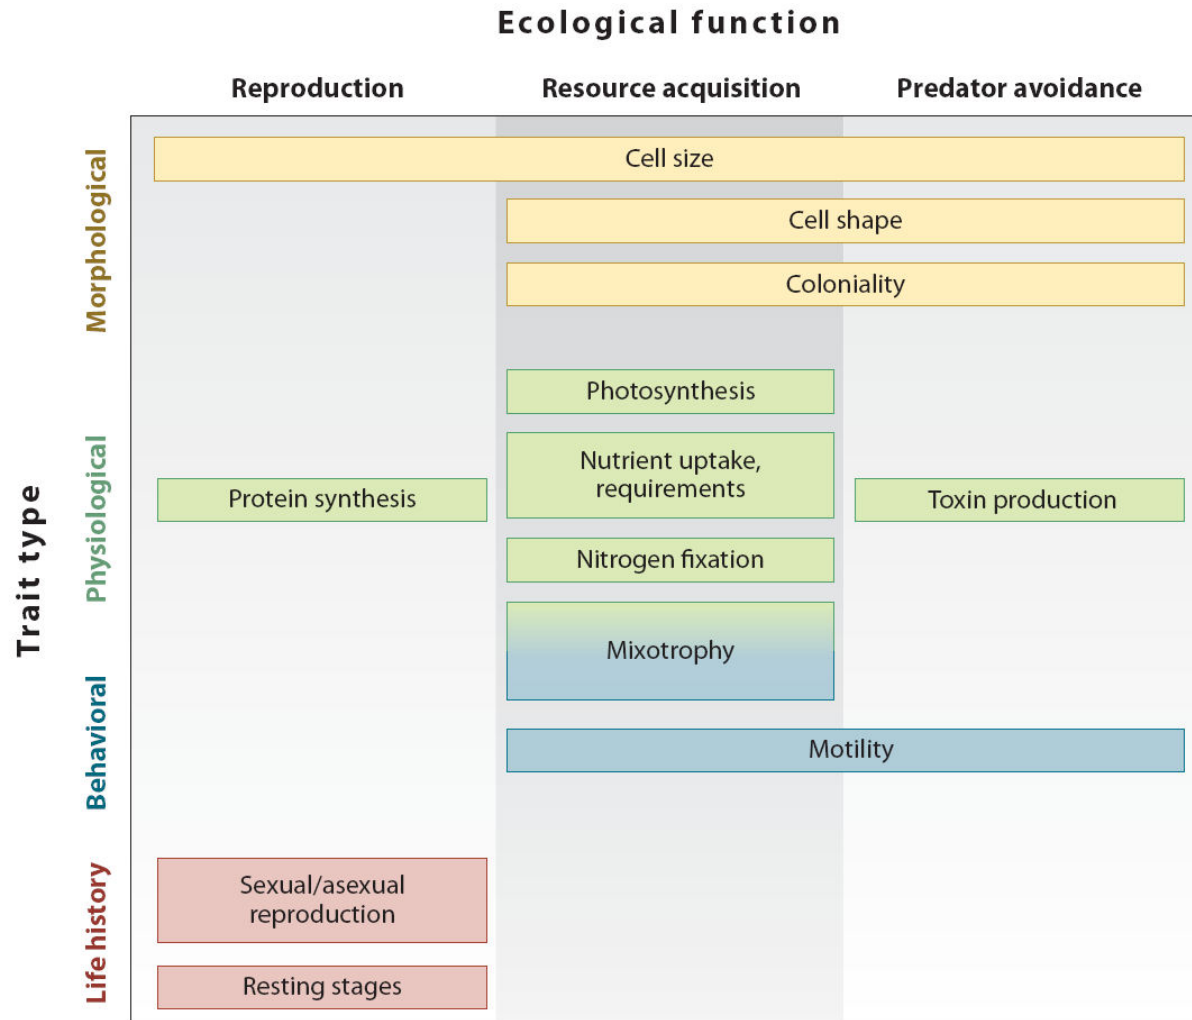 Ecological function
Reproduction
Resource acquisition
Predator avoidance
Trait type
Morphological
Cell size
Cell shape
Coloniality
Physiological
Photosynthesis
Nutrient uptake,
requirements
Protein synthesis
Toxin production
Nitrogen fixation
Mixotrophy
Behavioral
Motility
Life history
Sexual/asexual
reproduction
Resting stages